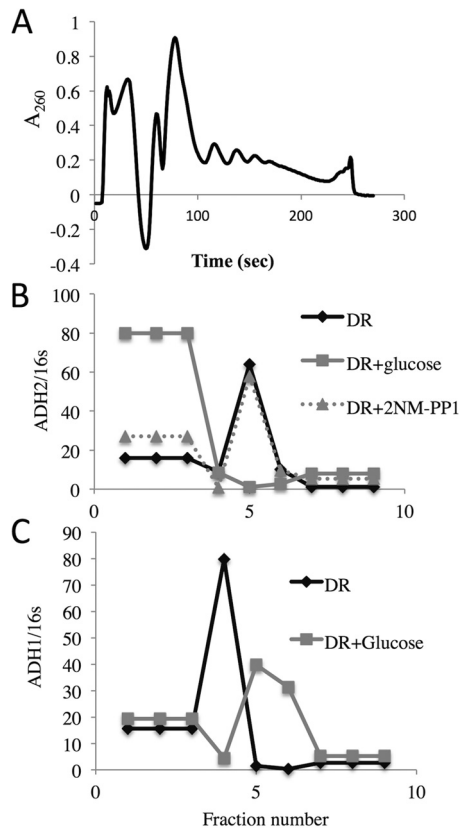 A
1
0.8
0.6
0.4
0.2
0
-0.2
-0.4
A260
0
100
200
300
Time (sec)
B
100
80
60
40
20
0
ADH2/16s
DR
DR+glucose
DR+2NM-PP1
0
5
10
C
90
80
70
60
50
40
30
20
10
0
ADH1/16s
DR
DR+Glucose
0
5
10
Fraction number